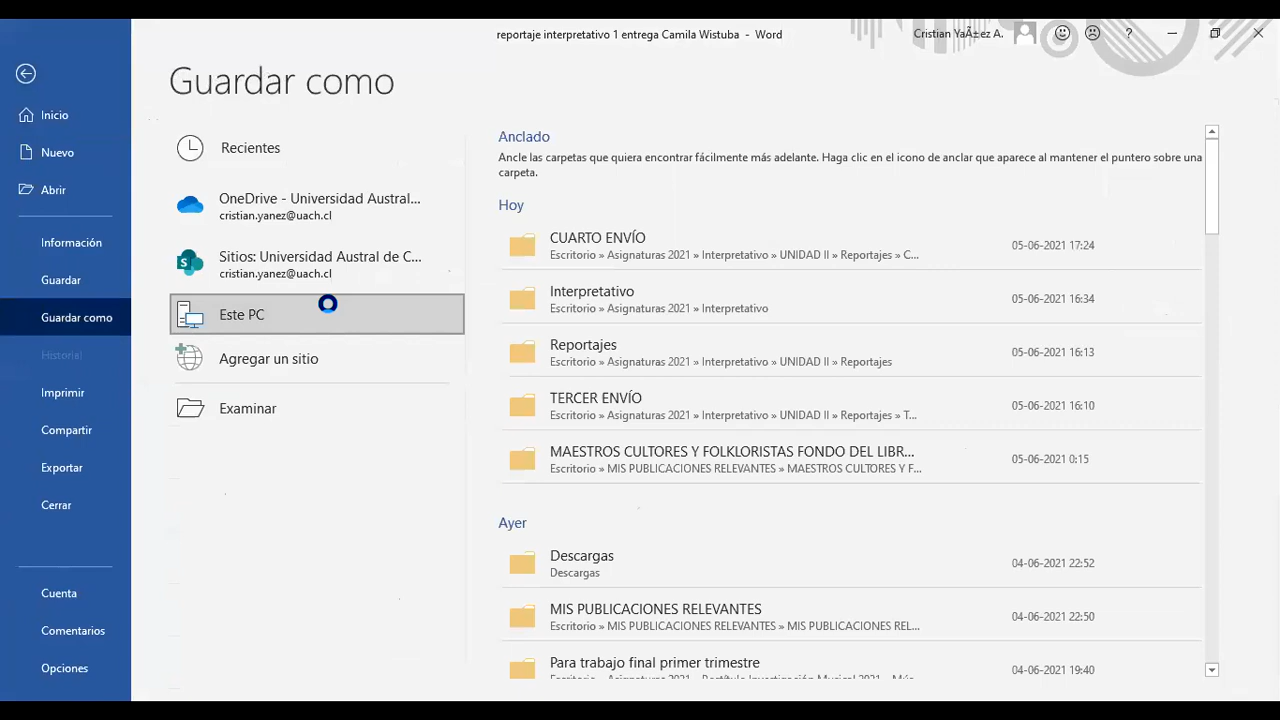 reportaje interpretativo 1 entrega Camila Wistuba - Word
Cristian YaÃ±ez A.
?
Guardar como
Inicio
Nuevo
Abrir
Información
Guardar
Guardar como
Historial
Imprimir
Compartir
Exportar
Cerrar
Cuenta
Comentarios
Opciones
Recientes
OneDrive - Universidad Austral...
cristian.yanez@uach.cl
Sitios: Universidad Austral de C...
cristian.yanez@uach.cl
Este PC
Agregar un sitio
Examinar
Anclado
Ancle las carpetas que quiera encontrar fácilmente más adelante. Haga clic en el icono de anclar que aparece al mantener el puntero sobre una
carpeta.
Hoy
CUARTO ENVÍO 05-06-2021 17:24
Escritorio » Asignaturas 2021 » Interpretativo » UNIDAD II » Reportajes » C...
Interpretativo 05-06-2021 16:34
Escritorio » Asignaturas 2021 » Interpretativo
Reportajes 05-06-2021 16:13
Escritorio » Asignaturas 2021 » Interpretativo » UNIDAD II » Reportajes
TERCER ENVÍO 05-06-2021 16:10
Escritorio » Asignaturas 2021 » Interpretativo » UNIDAD II » Reportajes » T...
MAESTROS CULTORES Y FOLKLORISTAS FONDO DEL LIBR... 05-06-2021 0:15
Escritorio » MIS PUBLICACIONES RELEVANTES » MAESTROS CULTORES Y F...
Ayer
Descargas 04-06-2021 22:52
Descargas
MIS PUBLICACIONES RELEVANTES 04-06-2021 22:50
Escritorio » MIS PUBLICACIONES RELEVANTES » MIS PUBLICACIONES REL...
Para trabajo final primer trimestre 04-06-2021 19:40